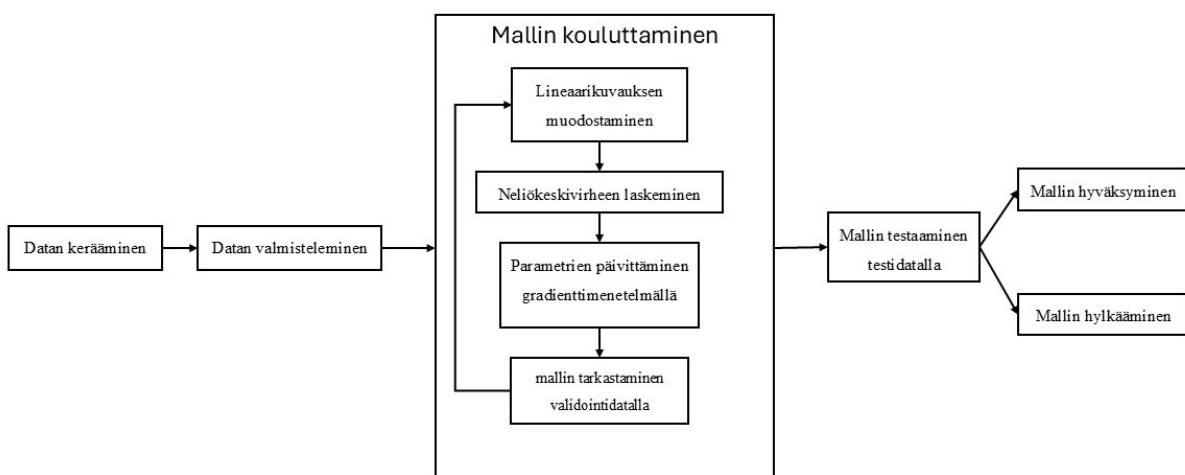 Mallin kouluttaminen
Lineaarikuvauksen
muodostaminen
Neliökeskivirheen laskeminen
Parametrien päivittäminen
gradienttimenetelmällä
mallin tarkastaminen
validointidatalla
Datan kerääminen
Datan valmisteleminen
Mallin testaaminen
testidatalla
Mallin hyväksyminen
Mallin hylkääminen